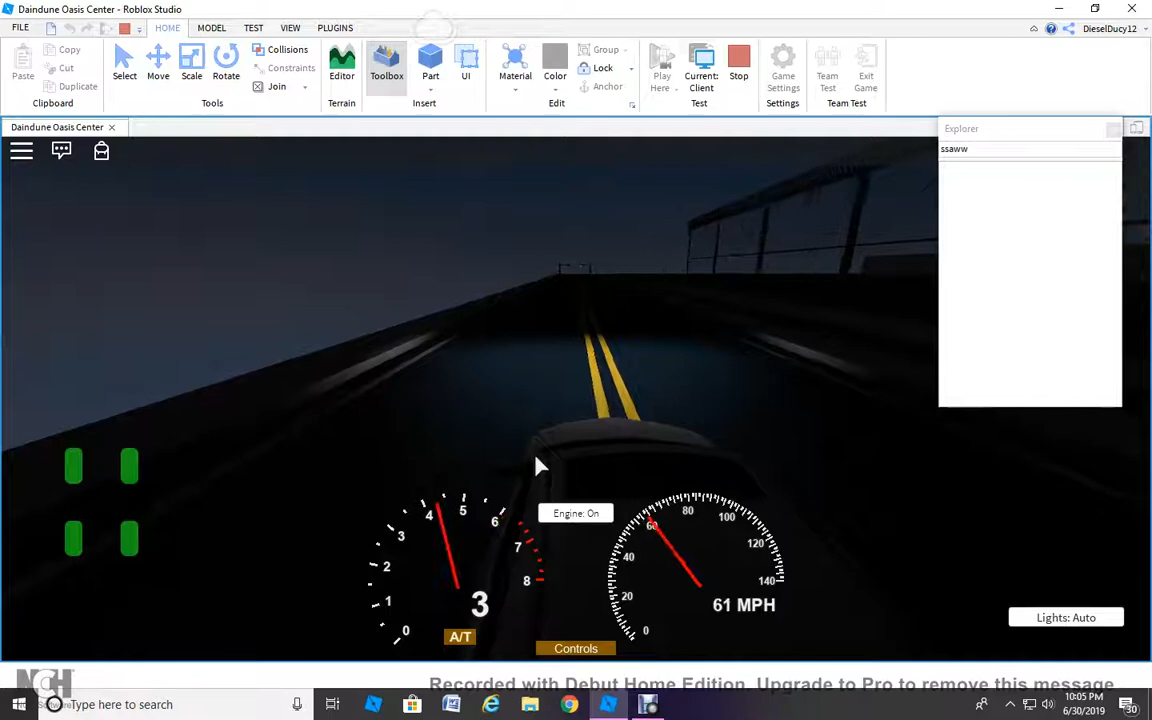 Daindune Oasis Center - Roblox Studio
FILE HOME MODEL TEST VIEW PLUGINS DieselDucy12
Paste Copy Cut Duplicate Select Move Scale Rotate Collisions Constraints Join Editor Toolbox Part UI Material Color Group Lock Anchor Play Here Current: Client Stop Game Settings Team Test Exit Game
Clipboard Tools Terrain Insert Edit Test Settings Team Test
Daindune Oasis Center
Explorer
ssaww
0 1 2 3 4 5 6 7 8
3
A/T
Engine: On
Controls
0 20 40 60 80 100 120 140
61 MPH
Lights: Auto
NCH
Recorded with Debut Home Edition. Upgrade to Pro to remove this message
Type here to search
10:05 PM
6/30/2019
30